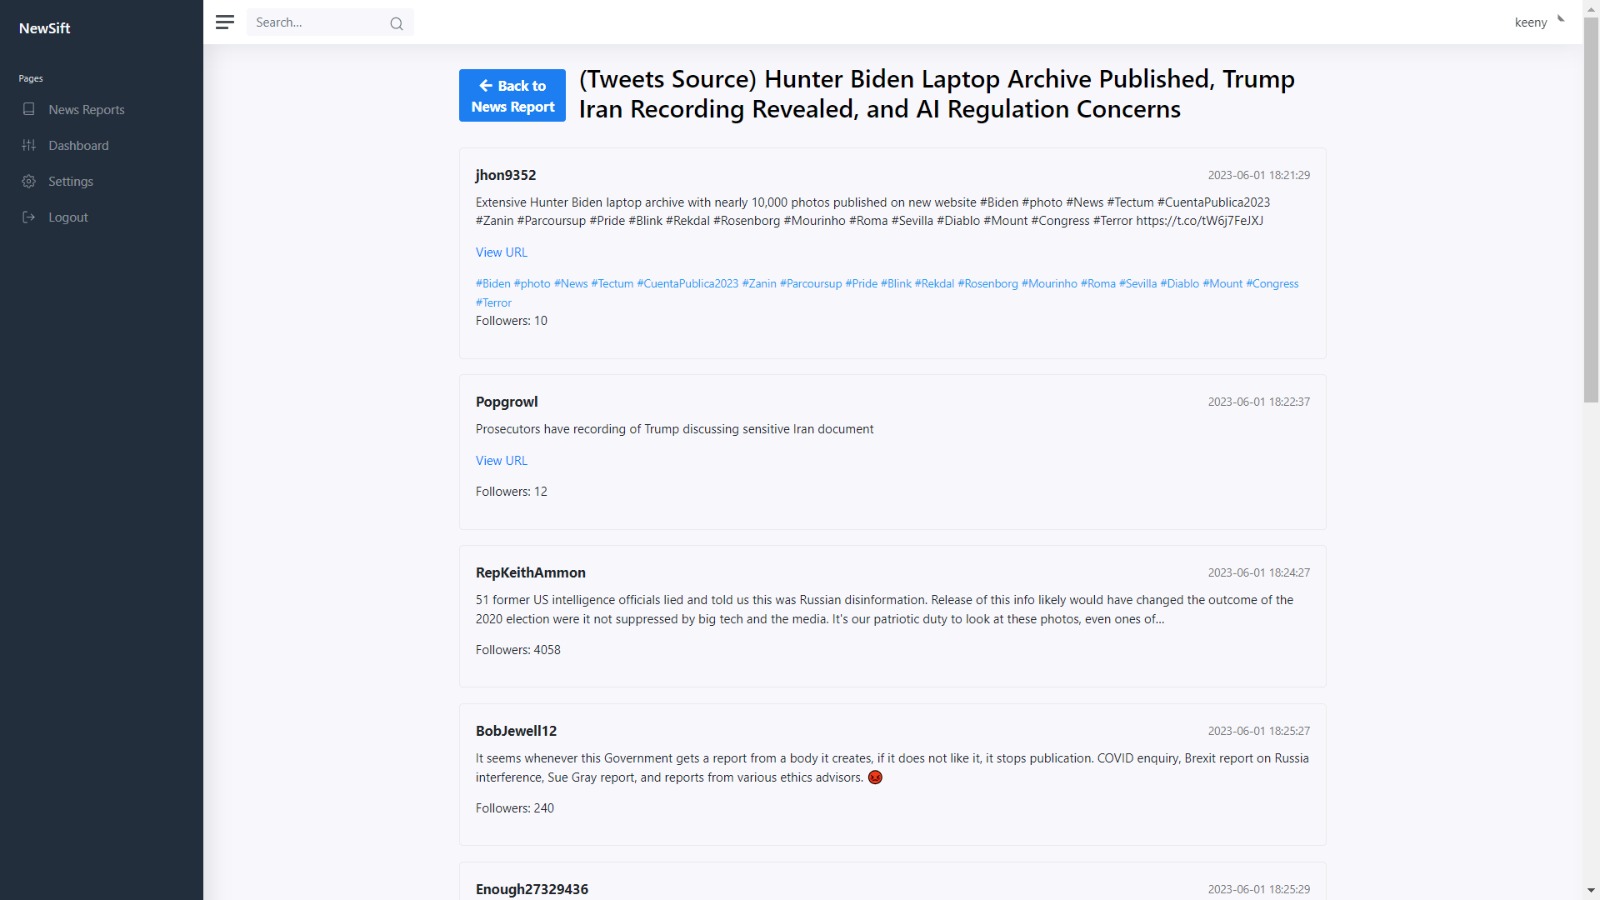 NewSift
Pages
News Reports
Dashboard
Settings
Logout
Search...
keeny
Back to
News Report
(Tweets Source) Hunter Biden Laptop Archive Published, Trump
Iran Recording Revealed, and AI Regulation Concerns
jhon9352
2023-06-01 18:21:29
Extensive Hunter Biden laptop archive with nearly 10,000 photos published on new website #Biden #photo #News #Tectum #CuentaPublica2023
#Zanin #Parcoursup #Pride #Blink #Rekdal #Rosenborg #Mourinho #Roma #Sevilla #Diablo #Mount #Congress #Terror https://t.co/tW6j7FeJXJ
View URL
#Biden #photo #News #Tectum #CuentaPublica2023 #Zanin #Parcoursup #Pride #Blink #Rekdal #Rosenborg #Mourinho #Roma #Sevilla #Diablo #Mount #Congress
#Terror
Followers: 10
Popgrowl
2023-06-01 18:22:37
Prosecutors have recording of Trump discussing sensitive Iran document
View URL
Followers: 12
RepKeithAmmon
2023-06-01 18:24:27
51 former US intelligence officials lied and told us this was Russian disinformation. Release of this info likely would have changed the outcome of the
2020 election were it not suppressed by big tech and the media. It's our patriotic duty to look at these photos, even ones of...
Followers: 4058
BobJewell12
2023-06-01 18:25:27
It seems whenever this Government gets a report from a body it creates, if it does not like it, it stops publication. COVID enquiry, Brexit report on Russia
interference, Sue Gray report, and reports from various ethics advisors. 😡
Followers: 240
Enough27329436
2023-06-01 18:25:29